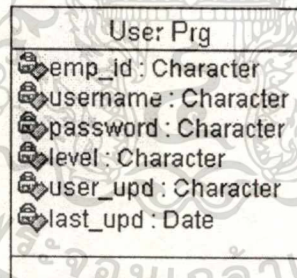 User Prg
emp_id : Character
username : Character
password : Character
level : Character
user_upd : Character
last_upd : Date